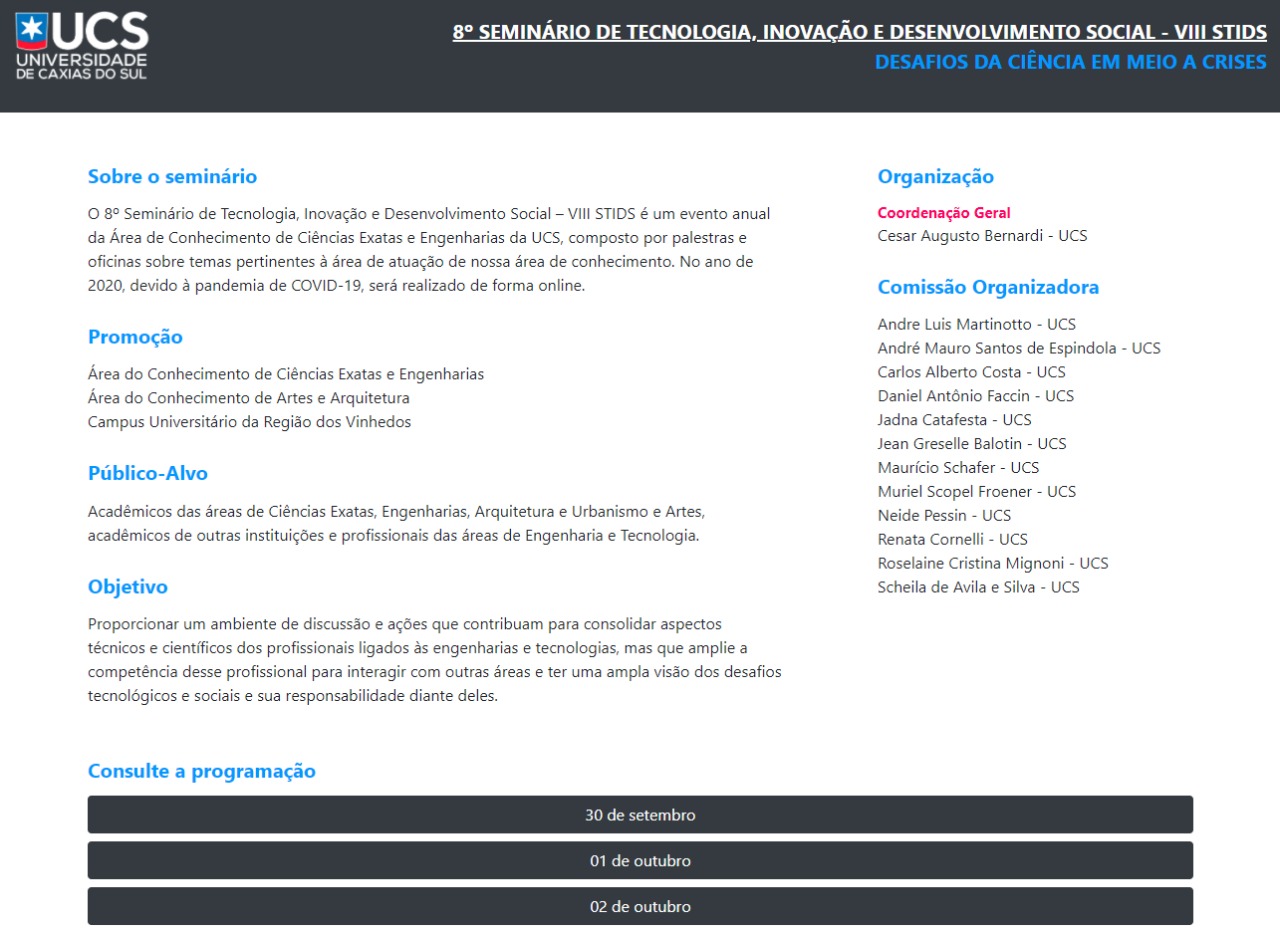 UCS
UNIVERSIDADE
DE CAXIAS DO SUL
8º SEMINÁRIO DE TECNOLOGIA, INOVAÇÃO E DESENVOLVIMENTO SOCIAL - VIII STIDS
DESAFIOS DA CIÊNCIA EM MEIO A CRISES
Sobre o seminário
O 8º Seminário de Tecnologia, Inovação e Desenvolvimento Social – VIII STIDS é um evento anual
da Área de Conhecimento de Ciências Exatas e Engenharias da UCS, composto por palestras e
oficinas sobre temas pertinentes à área de atuação de nossa área de conhecimento. No ano de
2020, devido à pandemia de COVID-19, será realizado de forma online.
Promoção
Área do Conhecimento de Ciências Exatas e Engenharias
Área do Conhecimento de Artes e Arquitetura
Campus Universitário da Região dos Vinhedos
Público-Alvo
Acadêmicos das áreas de Ciências Exatas, Engenharias, Arquitetura e Urbanismo e Artes,
acadêmicos de outras instituições e profissionais das áreas de Engenharia e Tecnologia.
Objetivo
Proporcionar um ambiente de discussão e ações que contribuam para consolidar aspectos
técnicos e científicos dos profissionais ligados às engenharias e tecnologias, mas que amplie a
competência desse profissional para interagir com outras áreas e ter uma ampla visão dos desafios
tecnológicos e sociais e sua responsabilidade diante deles.
Organização
Coordenação Geral
Cesar Augusto Bernardi - UCS
Comissão Organizadora
Andre Luis Martinotto - UCS
André Mauro Santos de Espindola - UCS
Carlos Alberto Costa - UCS
Daniel Antônio Faccin - UCS
Jadna Catafesta - UCS
Jean Greselle Balotin - UCS
Maurício Schafer - UCS
Muriel Scopel Froener - UCS
Neide Pessin - UCS
Renata Cornelli - UCS
Roselaine Cristina Mignoni - UCS
Scheila de Avila e Silva - UCS
Consulte a programação
30 de setembro
01 de outubro
02 de outubro